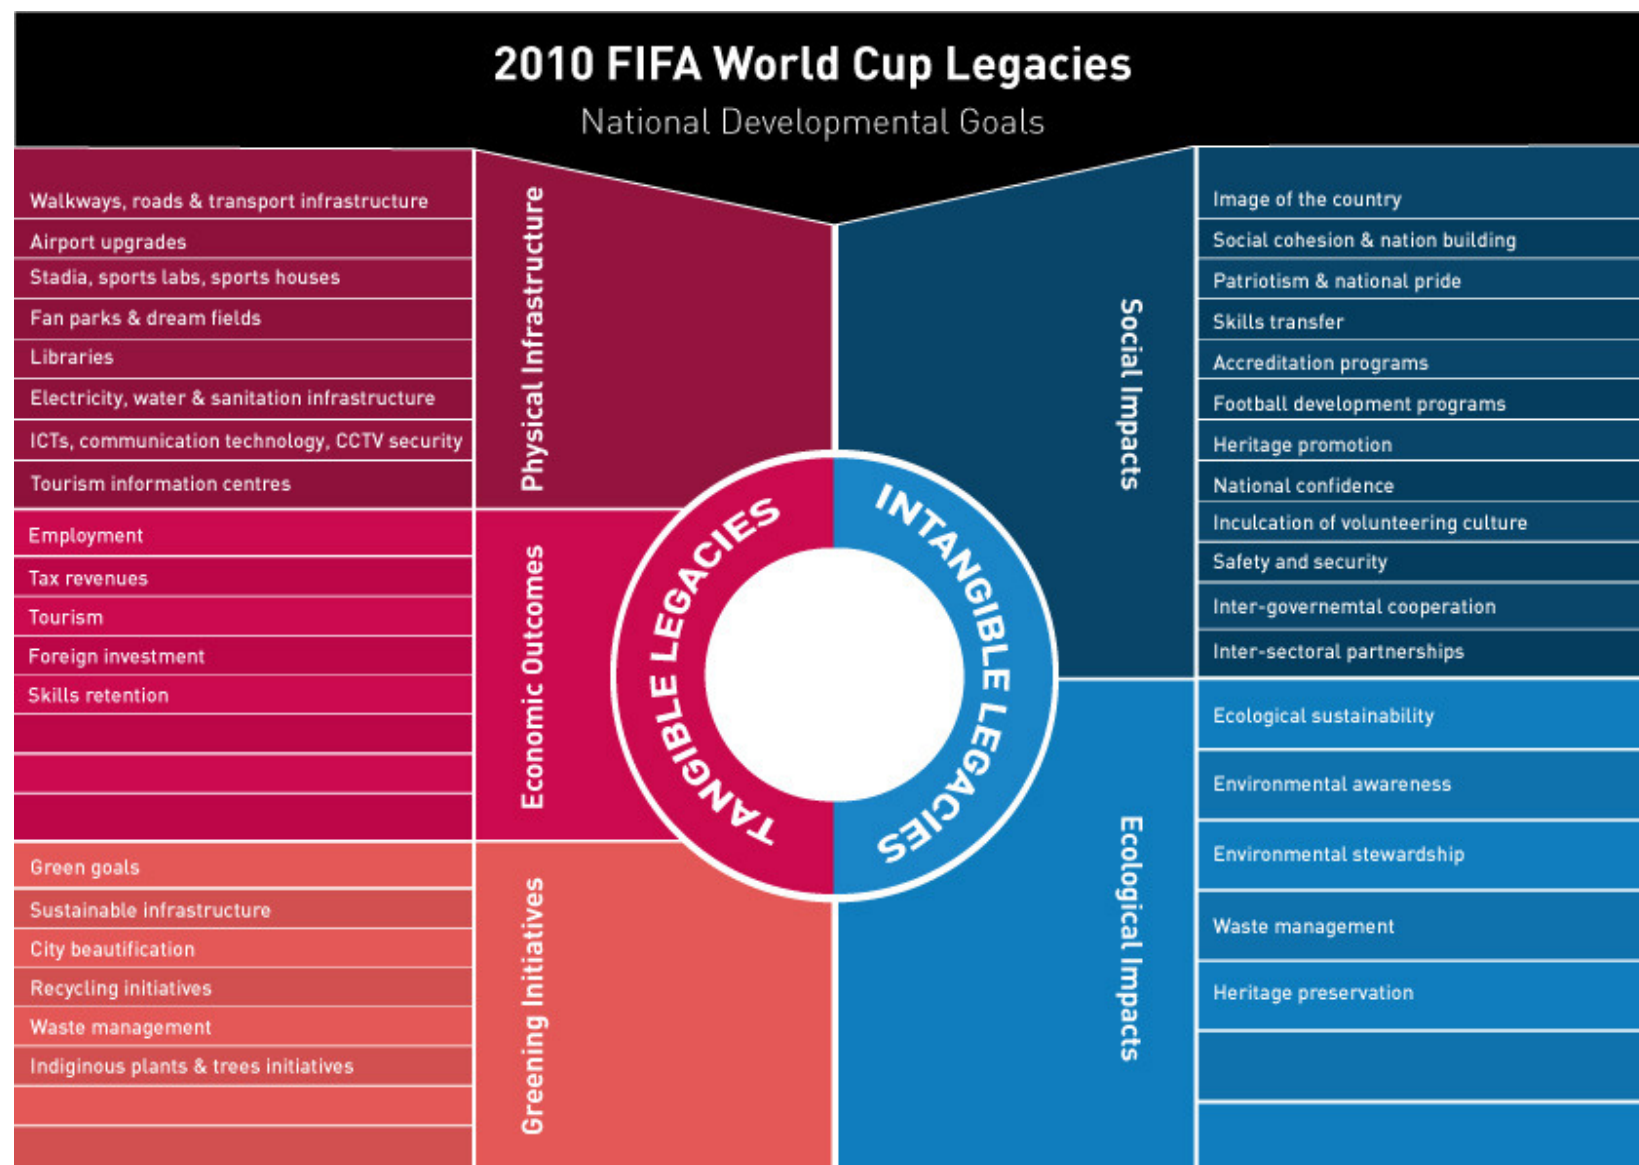 2010 FIFA World Cup Legacies
National Developmental Goals
Physical Infrastructure
Walkways, roads & transport infrastructure
Airport upgrades
Stadia, sports labs, sports houses
Fan parks & dream fields
Libraries
Electricity, water & sanitation infrastructure
ICTs, communication technology, CCTV security
Tourism information centres
Economic Outcomes
Employment
Tax revenues
Tourism
Foreign investment
Skills retention
Greening Initiatives
Green goals
Sustainable infrastructure
City beautification
Recycling initiatives
Waste management
Indiginous plants & trees initiatives
TANGIBLE LEGACIES
INTANGIBLE LEGACIES
Social Impacts
Image of the country
Social cohesion & nation building
Patriotism & national pride
Skills transfer
Accreditation programs
Football development programs
Heritage promotion
National confidence
Inculcation of volunteering culture
Safety and security
Inter-governemtal cooperation
Inter-sectoral partnerships
Ecological Impacts
Ecological sustainability
Environmental awareness
Environmental stewardship
Waste management
Heritage preservation